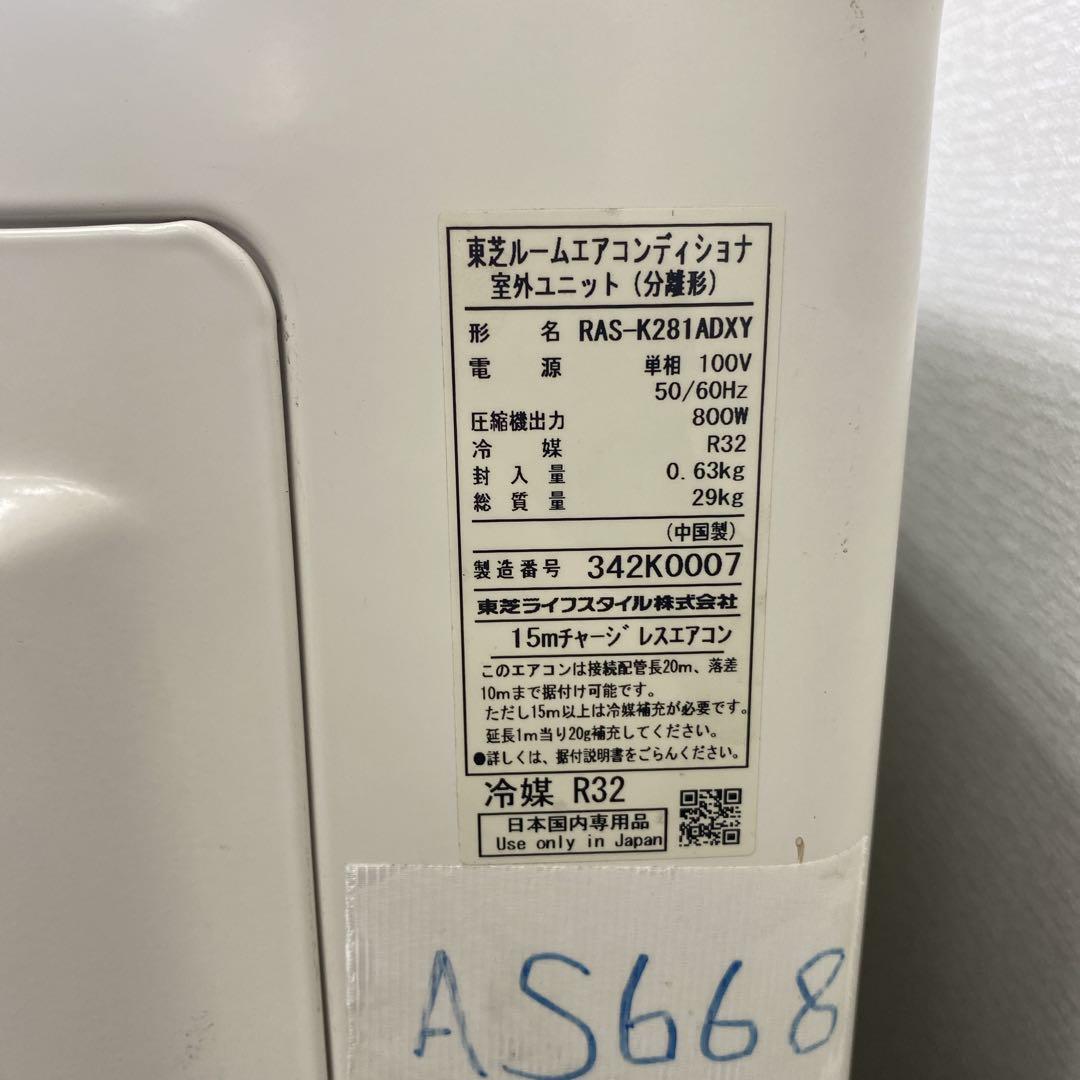 東芝ルームエアコンディショナ
室外ユニット（分離形）
形 名 RAS-K281ADXY
電 源 単相 100V
50/60Hz
圧縮機出力 800W
冷 媒 R32
封入量 0.63kg
総質量 29kg
（中国製）
製造番号 342K0007
東芝ライフスタイル株式会社
15mチャージレスエアコン
このエアコンは接続配管長20m、落差
10mまで据付け可能です。
ただし15m以上は冷媒補充が必要です。
延長1m当り20g補充してください。
●詳しくは、据付説明書をごらんください。
冷媒 R32
日本国内専用品
Use only in Japan
AS668